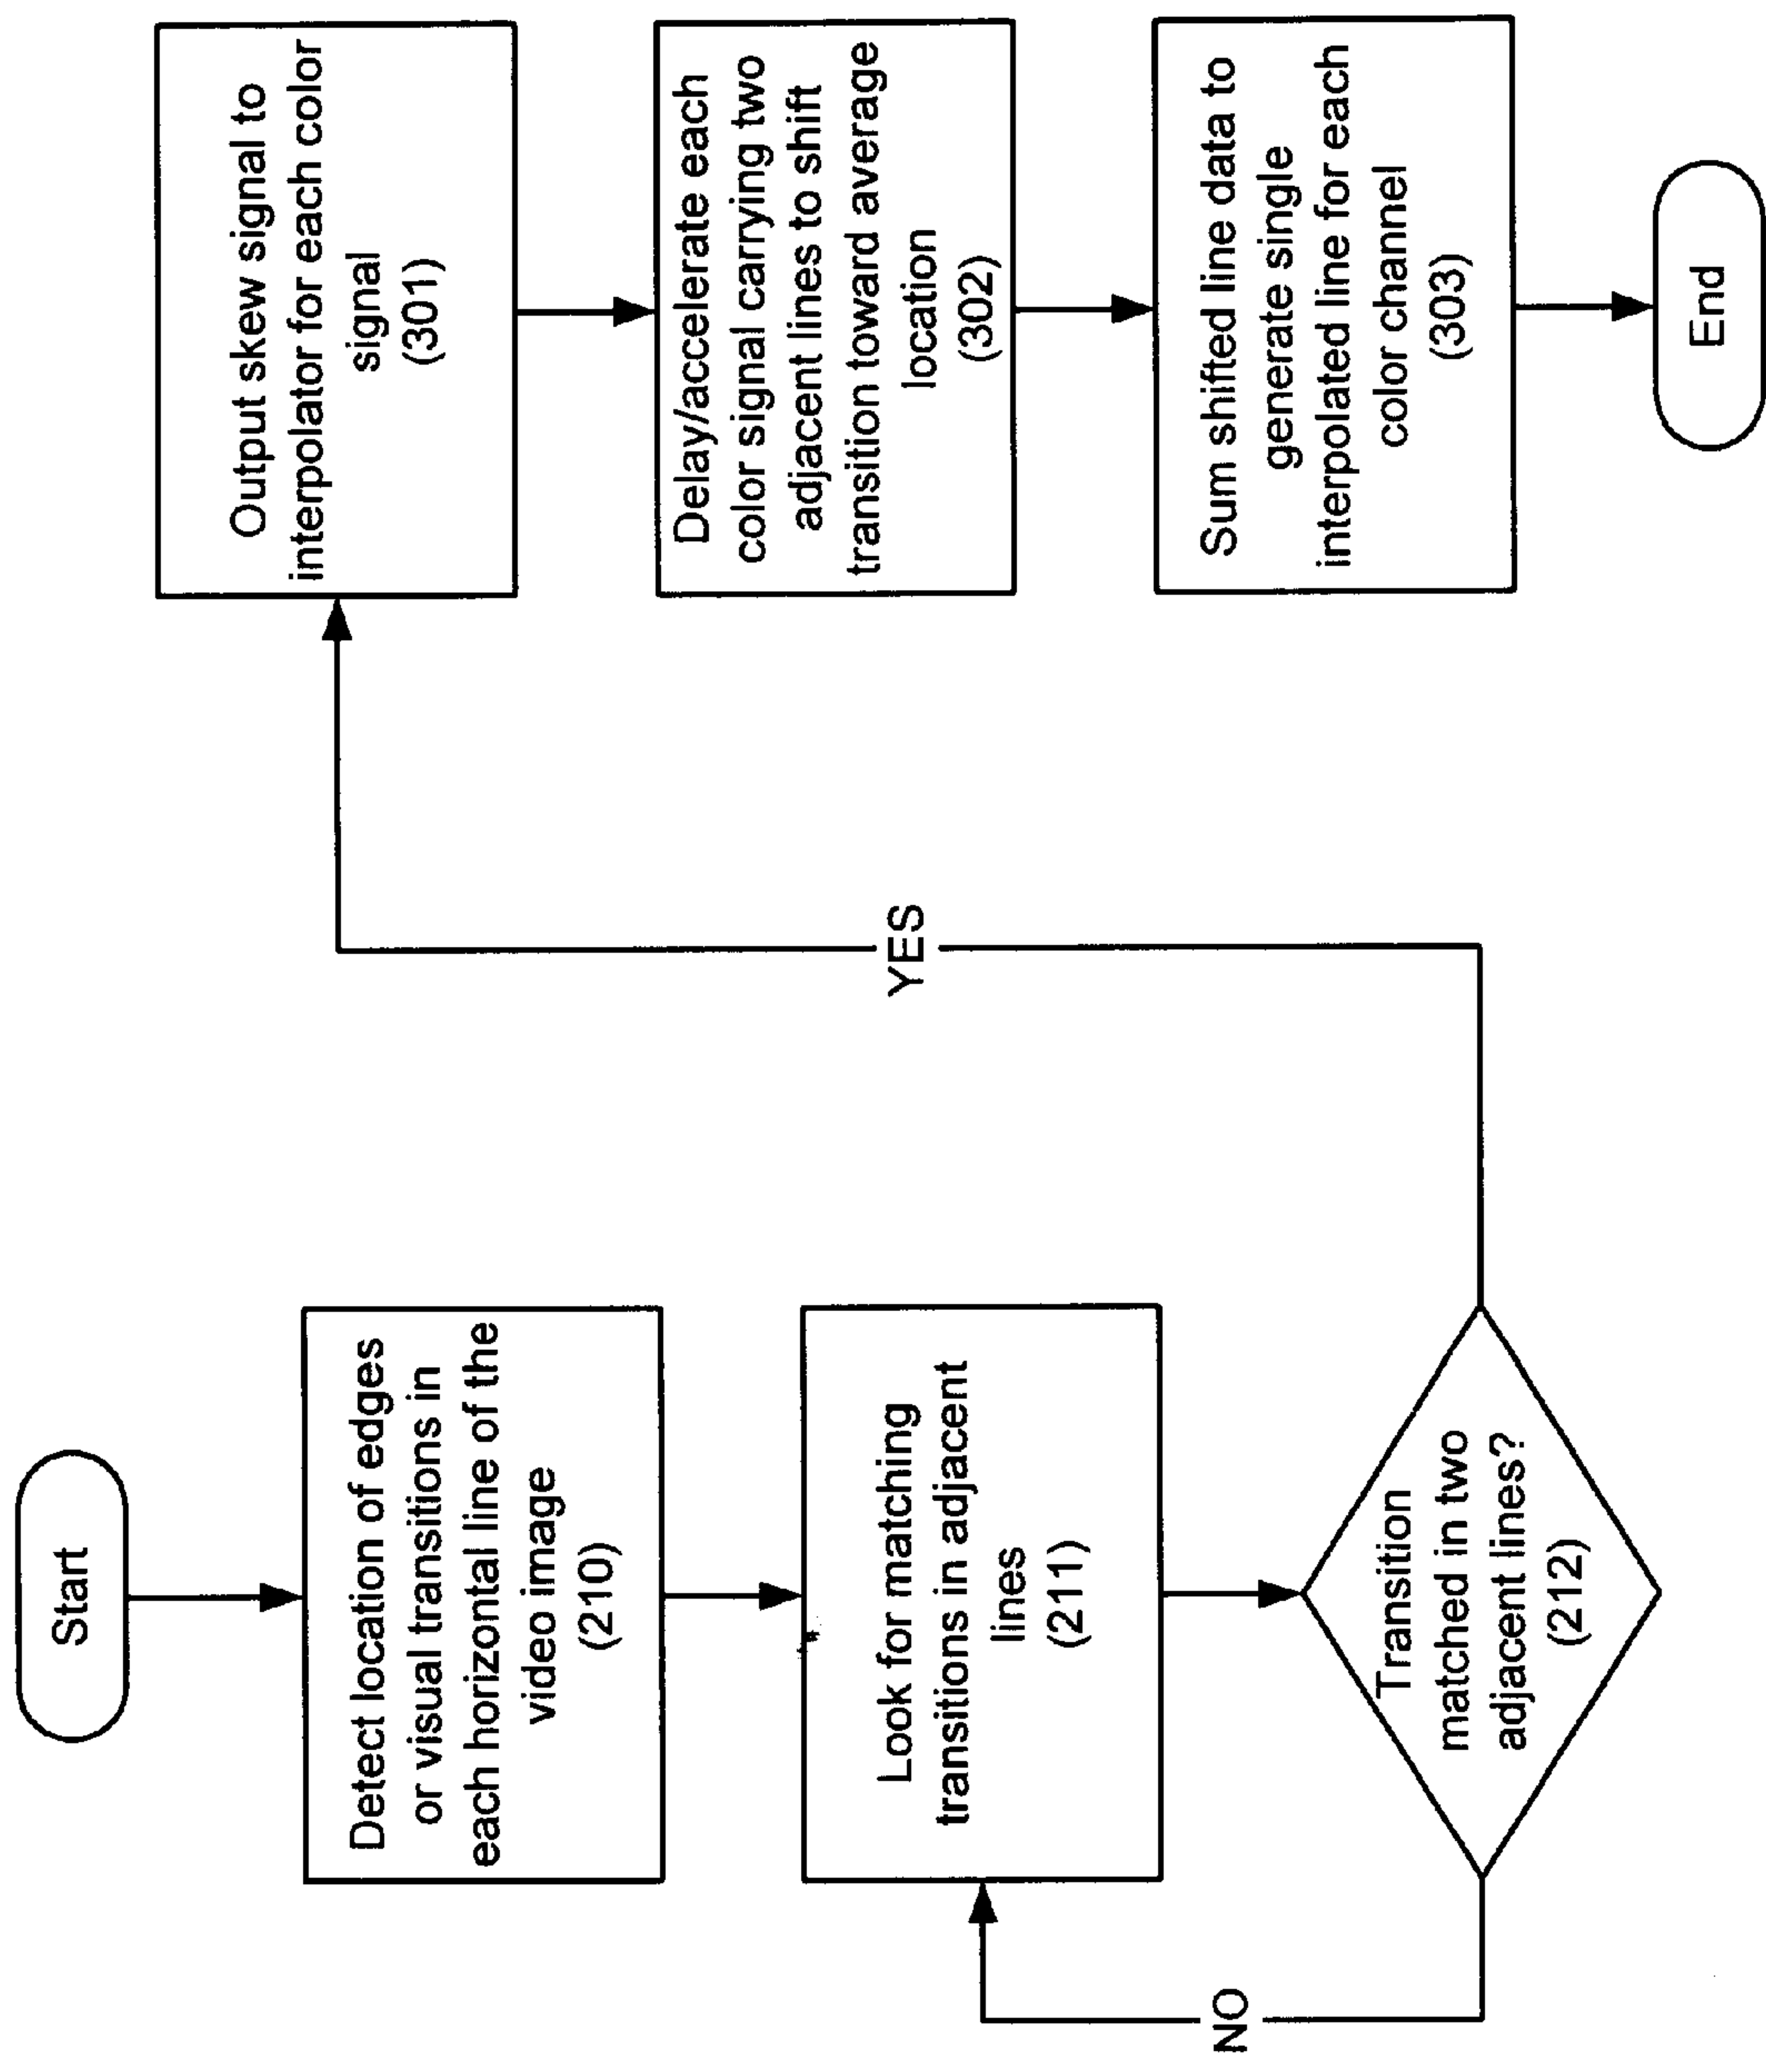 Start
Detect location of edges
or visual transitions in
each horizontal line of the
video image
(210)
Look for matching
transitions in adjacent
lines
(211)
Transition
matched in two
adjacent lines?
(212)
NO
YES
Output skew signal to
interpolator for each color
signal
(301)
Delay/accelerate each
color signal carrying two
adjacent lines to shift
transition toward average
location
(302)
Sum shifted line data to
generate single
interpolated line for each
color channel
(303)
End